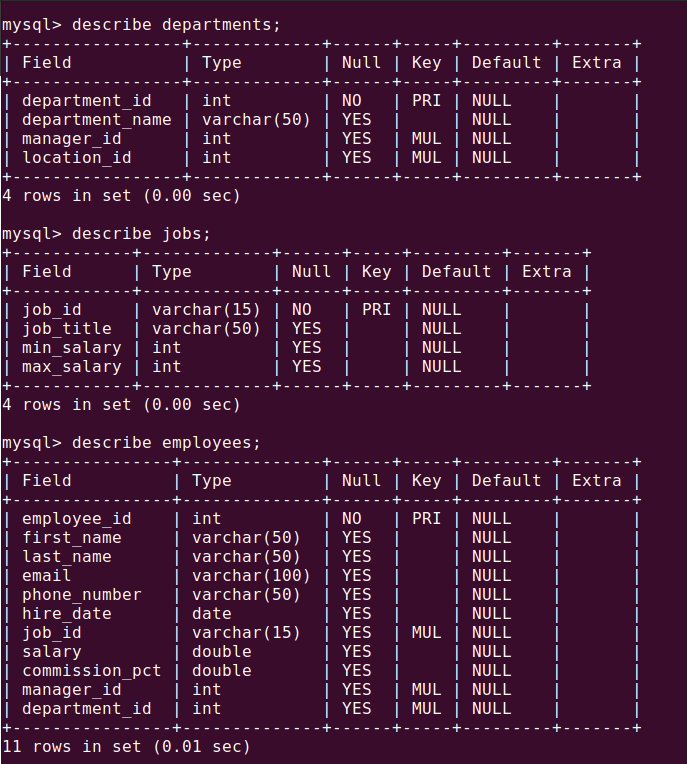 mysql> describe departments;
+-----------------+-------------+------+-----+---------+-------+
| Field           | Type        | Null | Key | Default | Extra |
+-----------------+-------------+------+-----+---------+-------+
| department_id   | int         | NO   | PRI | NULL    |       |
| department_name | varchar(50) | YES  |     | NULL    |       |
| manager_id      | int         | YES  | MUL | NULL    |       |
| location_id     | int         | YES  | MUL | NULL    |       |
+-----------------+-------------+------+-----+---------+-------+
4 rows in set (0.00 sec)

mysql> describe jobs;
+------------+-------------+------+-----+---------+-------+
| Field      | Type        | Null | Key | Default | Extra |
+------------+-------------+------+-----+---------+-------+
| job_id     | varchar(15) | NO   | PRI | NULL    |       |
| job_title  | varchar(50) | YES  |     | NULL    |       |
| min_salary | int         | YES  |     | NULL    |       |
| max_salary | int         | YES  |     | NULL    |       |
+------------+-------------+------+-----+---------+-------+
4 rows in set (0.00 sec)

mysql> describe employees;
+----------------+--------------+------+-----+---------+-------+
| Field          | Type         | Null | Key | Default | Extra |
+----------------+--------------+------+-----+---------+-------+
| employee_id    | int          | NO   | PRI | NULL    |       |
| first_name     | varchar(50)  | YES  |     | NULL    |       |
| last_name      | varchar(50)  | YES  |     | NULL    |       |
| email          | varchar(100) | YES  |     | NULL    |       |
| phone_number   | varchar(50)  | YES  |     | NULL    |       |
| hire_date      | date         | YES  |     | NULL    |       |
| job_id         | varchar(15)  | YES  | MUL | NULL    |       |
| salary         | double       | YES  |     | NULL    |       |
| commission_pct | double       | YES  |     | NULL    |       |
| manager_id     | int          | YES  | MUL | NULL    |       |
| department_id  | int          | YES  | MUL | NULL    |       |
+----------------+--------------+------+-----+---------+-------+
11 rows in set (0.01 sec)